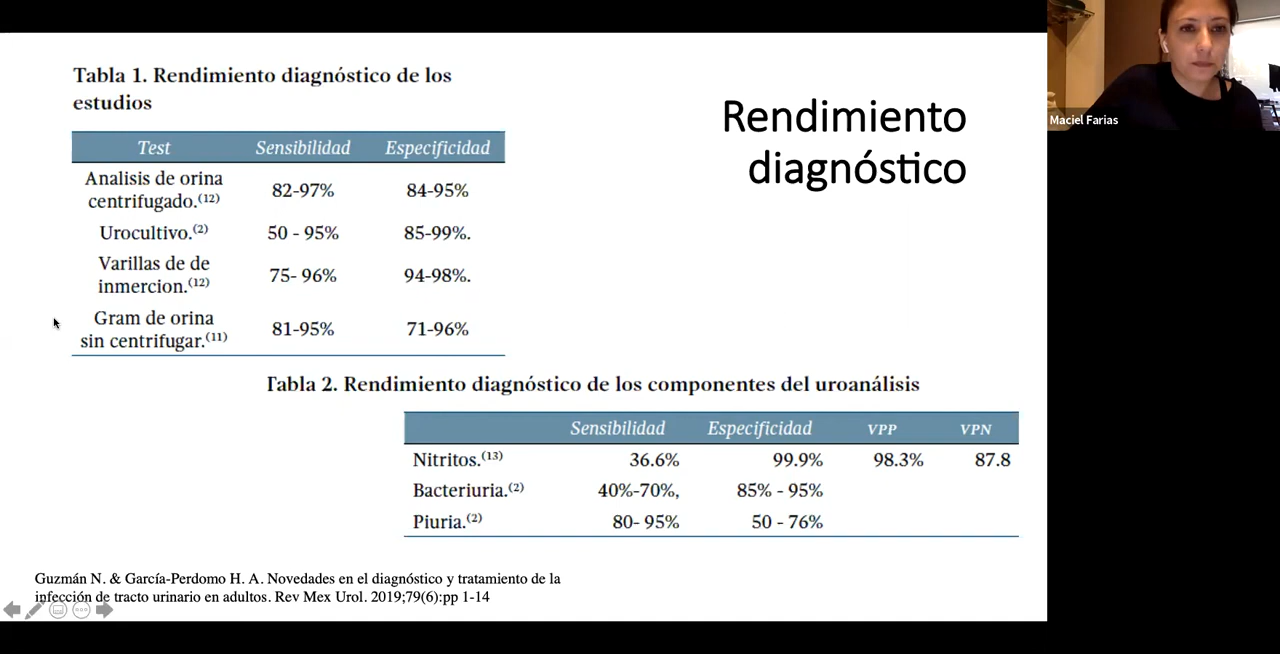 Tabla 1. Rendimiento diagnóstico de los
estudios
Test Sensibilidad Especificidad
Analisis de orina
centrifugado.(12) 82-97% 84-95%
Urocultivo.(2) 50 - 95% 85-99%.
Varillas de de
inmercion.(12) 75- 96% 94-98%.
Gram de orina
sin centrifugar.(11) 81-95% 71-96%
Rendimiento
diagnóstico
Maciel Farias
Tabla 2. Rendimiento diagnóstico de los componentes del uroanálisis
Sensibilidad Especificidad VPP VPN
Nitritos.(13) 36.6% 99.9% 98.3% 87.8
Bacteriuria.(2) 40%-70%, 85% - 95%
Piuria.(2) 80- 95% 50 - 76%
Guzmán N. & García-Perdomo H. A. Novedades en el diagnóstico y tratamiento de la
infección de tracto urinario en adultos. Rev Mex Urol. 2019;79(6):pp 1-14